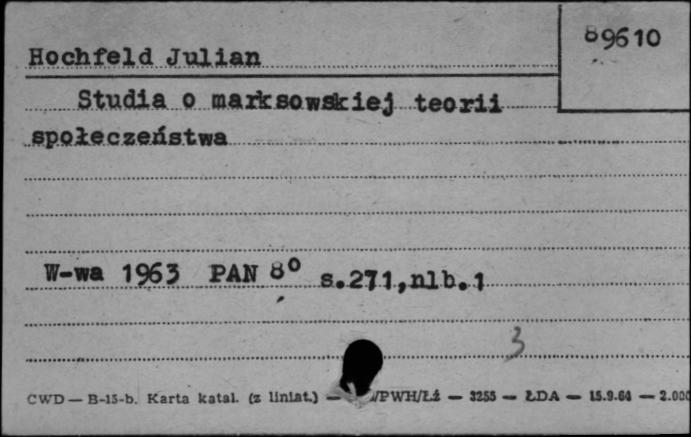 89610
Hochfeld Julian
Studia o marksowskiej teorii
społeczeństwa
W-wa 1963 PAN 8° s.271,nlb.1
3
CWD — B-15-b. Karta katal. (z liniat.) — /PWH/Łź — 3255 — ŁDA — 15.9.64 — 2.000